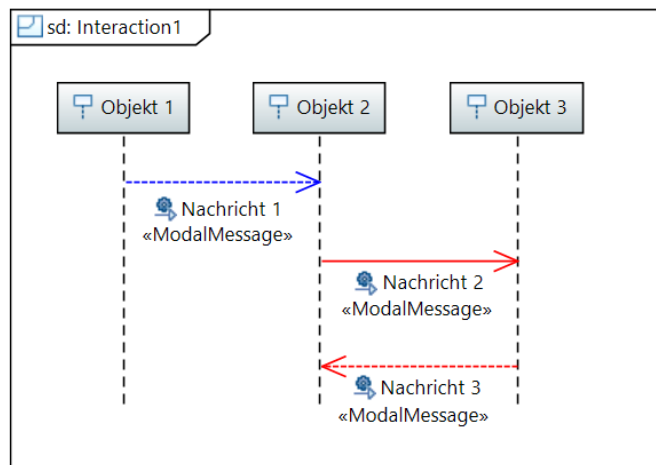 sd: Interaction1
Objekt 1
Objekt 2
Objekt 3
Nachricht 1
«ModalMessage»
Nachricht 2
«ModalMessage»
Nachricht 3
«ModalMessage»